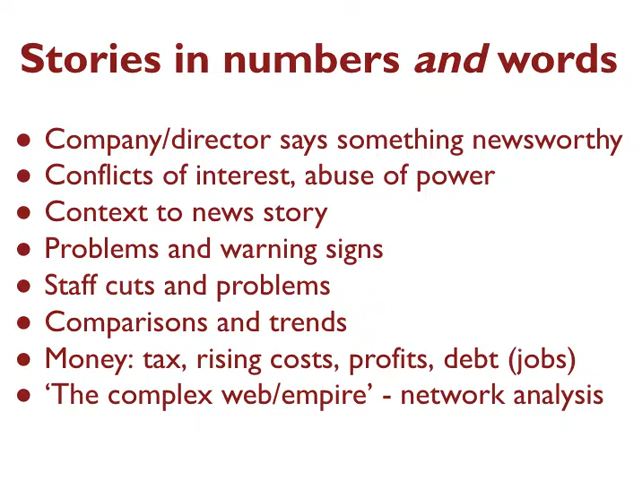 Stories in numbers and words
● Company/director says something newsworthy
● Conflicts of interest, abuse of power
● Context to news story
● Problems and warning signs
● Staff cuts and problems
● Comparisons and trends
● Money: tax, rising costs, profits, debt (jobs)
● ‘The complex web/empire’ - network analysis